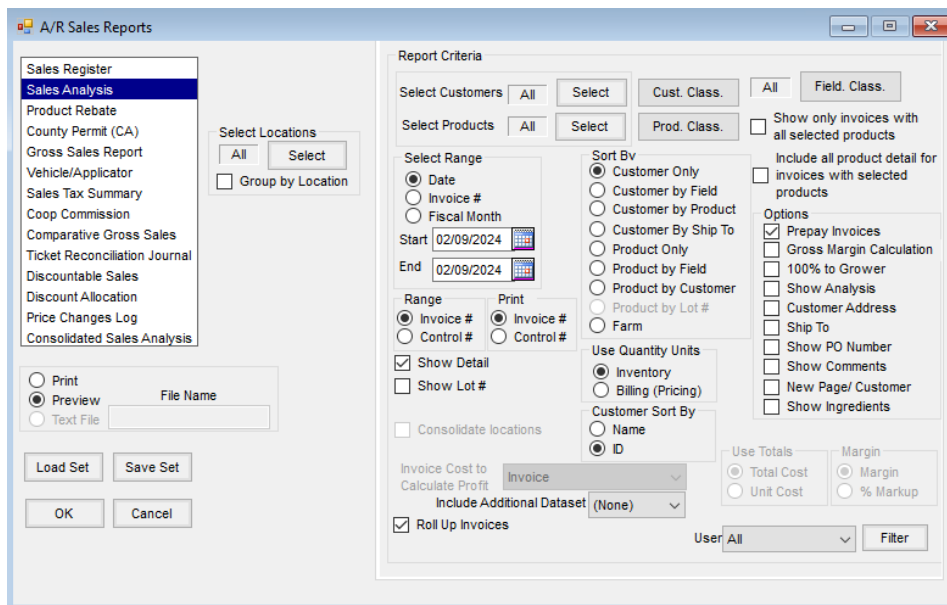 A/R Sales Reports
Sales Register
Sales Analysis
Product Rebate
County Permit (CA)
Gross Sales Report
Vehicle/Applicator
Sales Tax Summary
Coop Commission
Comparative Gross Sales
Ticket Reconciliation Journal
Discountable Sales
Discount Allocation
Price Changes Log
Consolidated Sales Analysis
Select Locations
All Select
Group by Location
Print
Preview
Text File
File Name
Load Set Save Set
OK Cancel
Report Criteria
Select Customers All Select Cust. Class. All Field. Class.
Select Products All Select Prod. Class.
Show only invoices with
all selected products
Include all product detail for
invoices with selected
products
Select Range
Date
Invoice #
Fiscal Month
Start 02/09/2024
End 02/09/2024
Range
Invoice #
Control #
Print
Invoice #
Control #
Show Detail
Show Lot #
Consolidate locations
Sort By
Customer Only
Customer by Field
Customer by Product
Customer By Ship To
Product Only
Product by Field
Product by Customer
Product by Lot #
Farm
Use Quantity Units
Inventory
Billing (Pricing)
Customer Sort By
Name
ID
Options
Prepay Invoices
Gross Margin Calculation
100% to Grower
Show Analysis
Customer Address
Ship To
Show PO Number
Show Comments
New Page/ Customer
Show Ingredients
Use Totals
Total Cost
Unit Cost
Margin
Margin
% Markup
Invoice Cost to
Calculate Profit
Invoice
Include Additional Dataset (None)
Roll Up Invoices
User All Filter